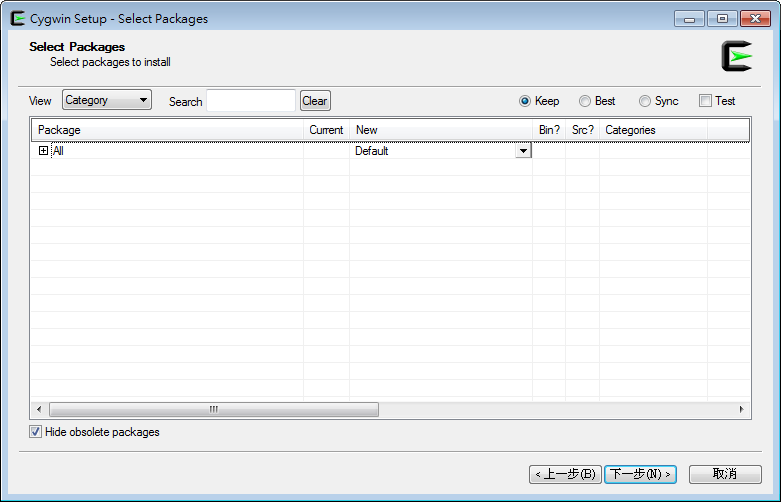 Cygwin Setup - Select Packages
Select Packages
Select packages to install
View Category Search Clear Keep Best Sync Test
Package Current New Bin? Src? Categories
All Default
Hide obsolete packages
< 上一步(B) 下一步(N) > 取消